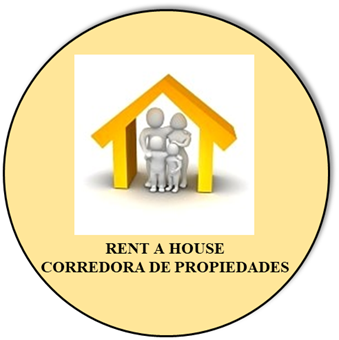 RENT A HOUSE
CORREDORA DE PROPIEDADES